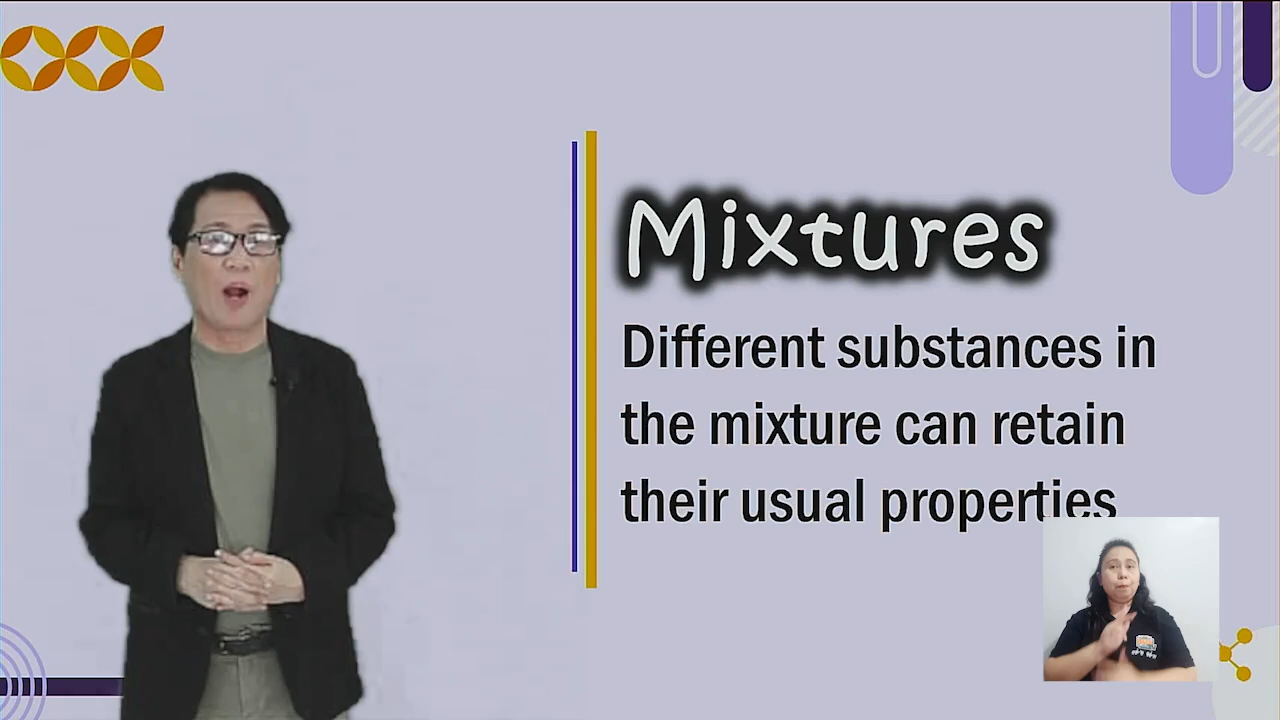 Mixtures
Different substances in
the mixture can retain
their usual properties